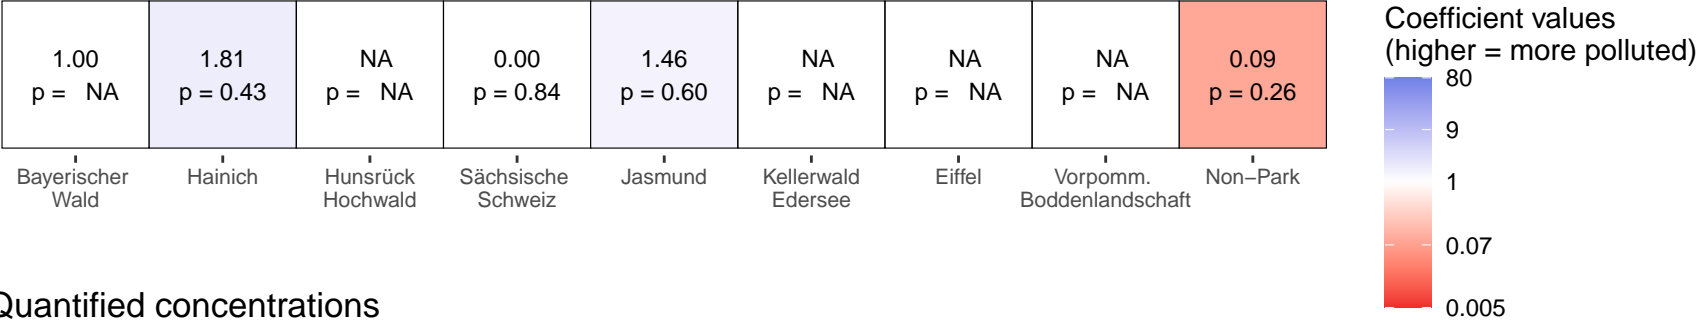 1.00
p =   NA
1.81
p = 0.43
NA
p =   NA
0.00
p = 0.84
1.46
p = 0.60
NA
p =   NA
NA
p =   NA
NA
p =   NA
0.09
p = 0.26
Bayerischer
Wald
Hainich
Hunsrück
Hochwald
Sächsische
Schweiz
Jasmund
Kellerwald
Edersee
Eiffel
Vorpomm.
Boddenlandschaft
Non−Park
Coefficient values
(higher = more polluted)
80
9
1
0.07
0.005
Quantified concentrations